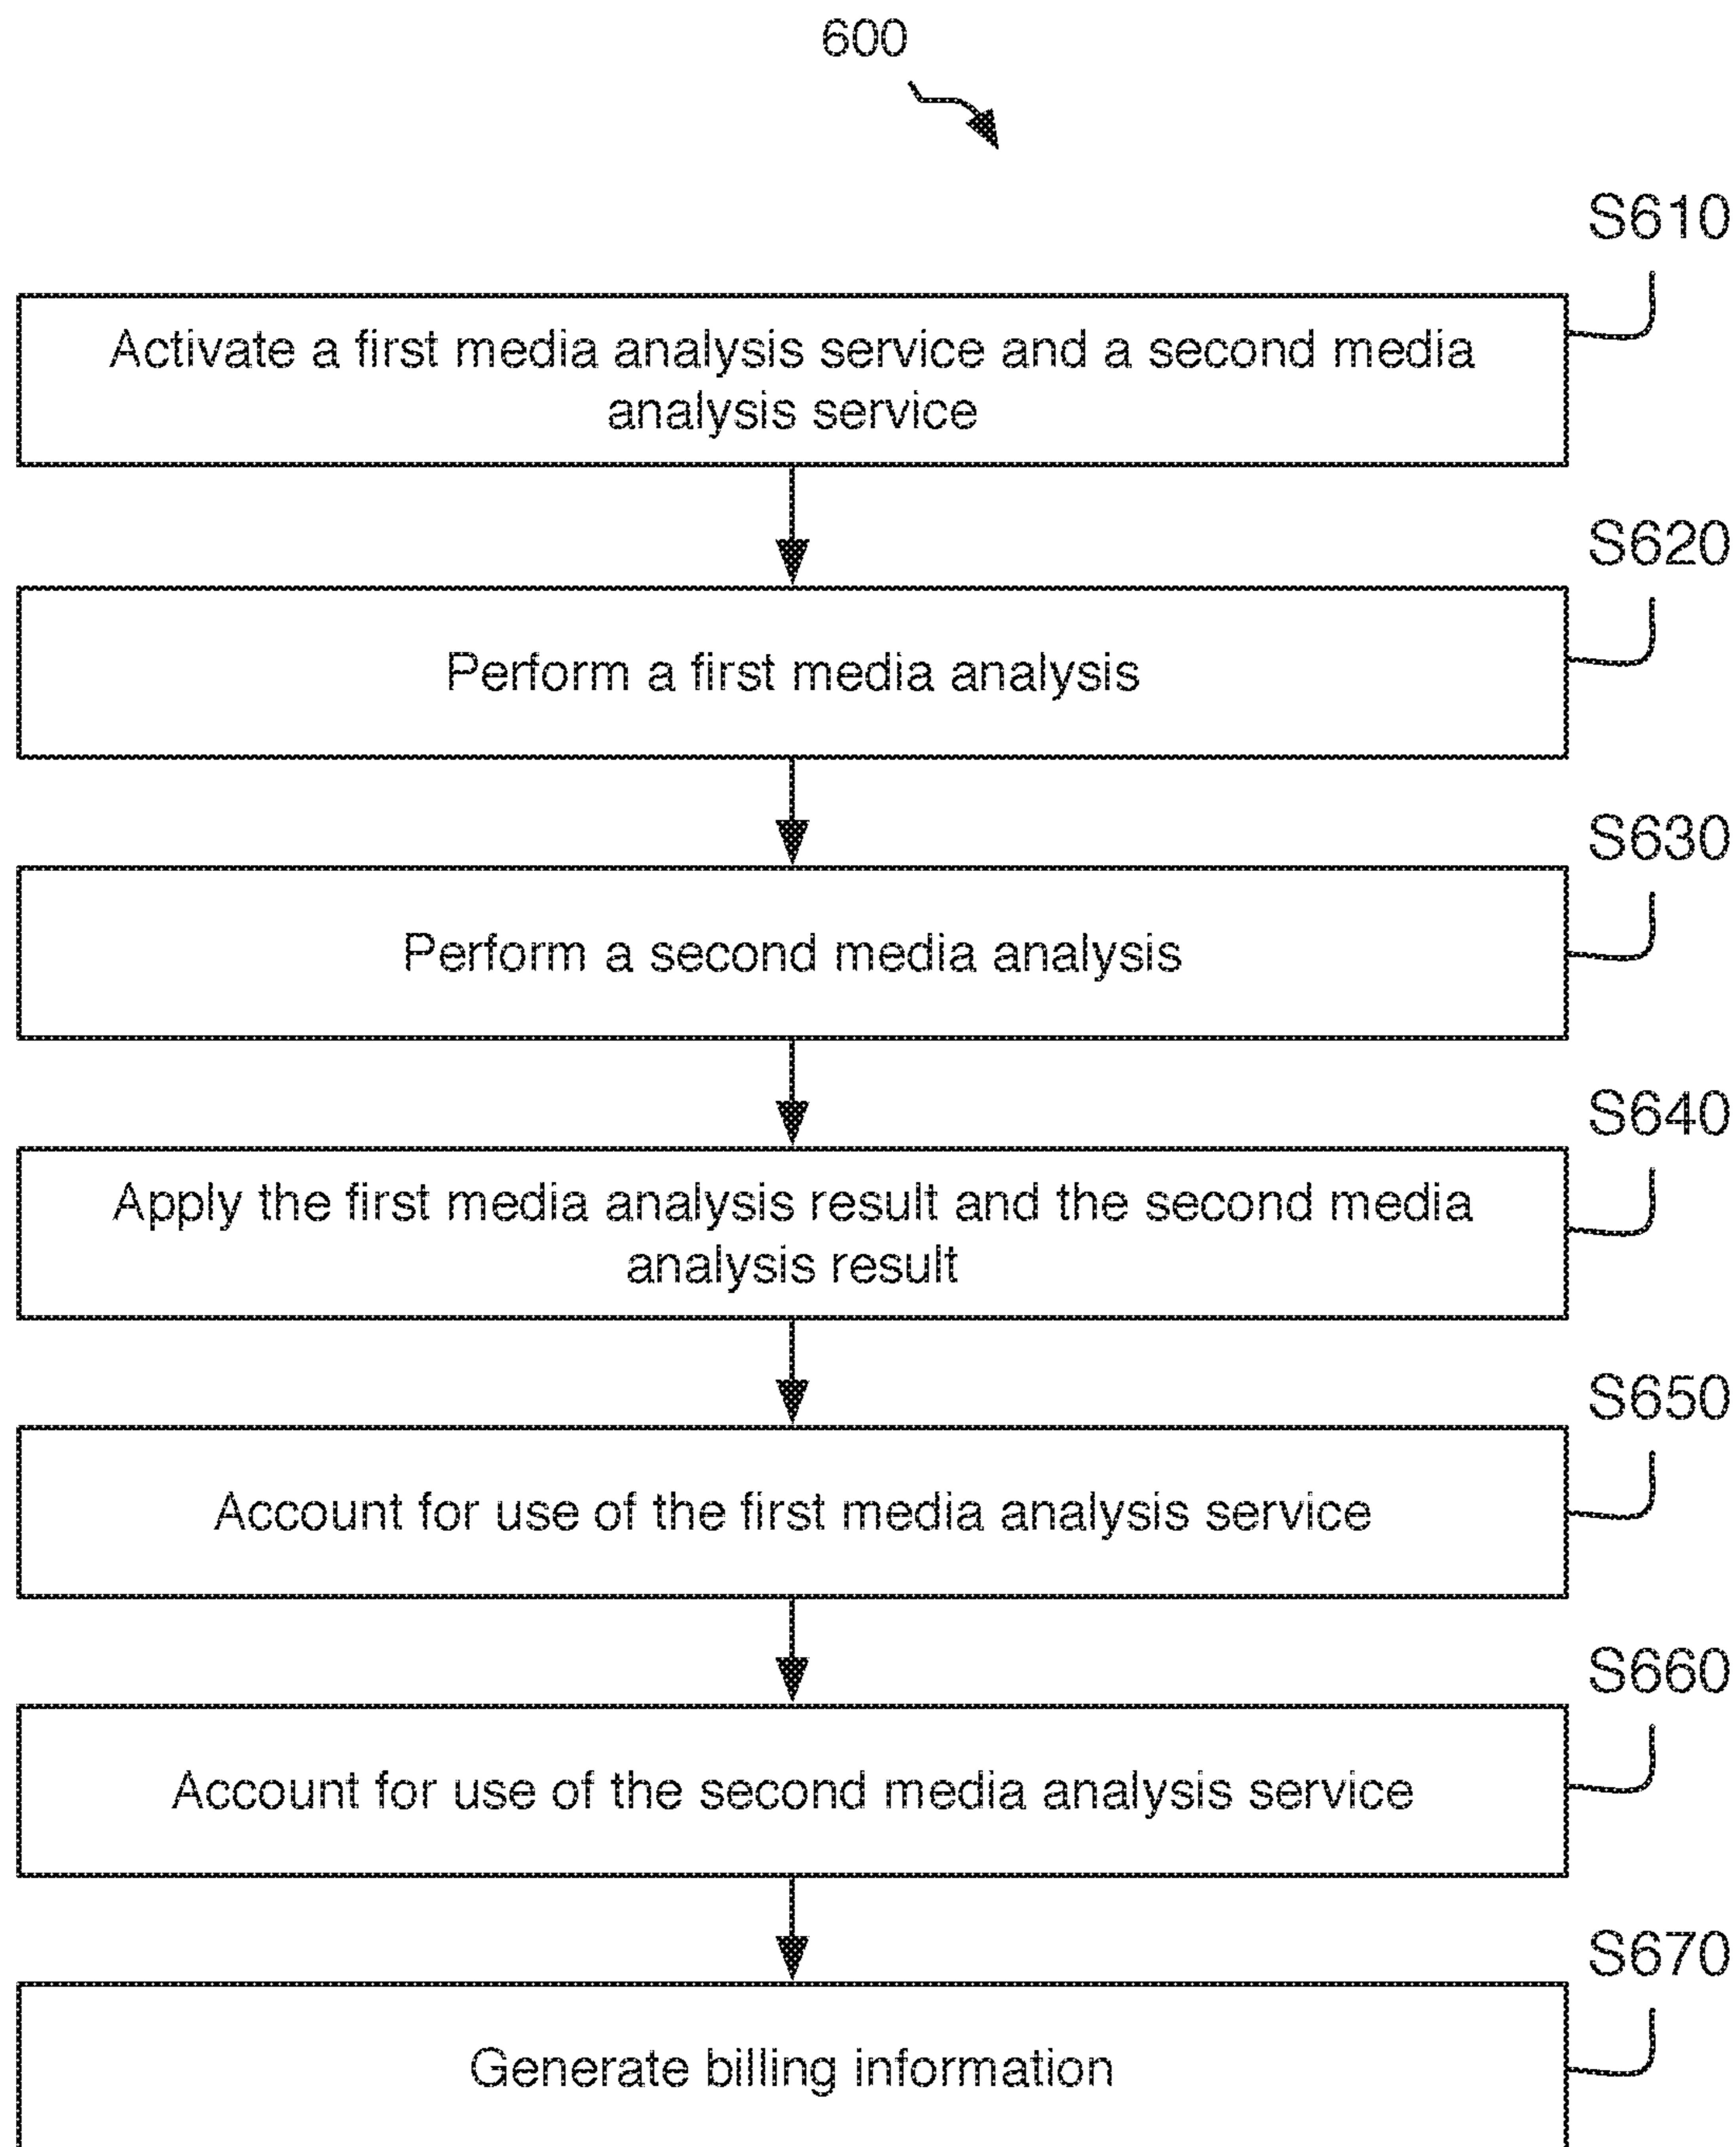 600
S610
Activate a first media analysis service and a second media
analysis service
S620
Perform a first media analysis
S630
Perform a second media analysis
S640
Apply the first media analysis result and the second media
analysis result
S650
Account for use of the first media analysis service
S660
Account for use of the second media analysis service
S670
Generate billing information